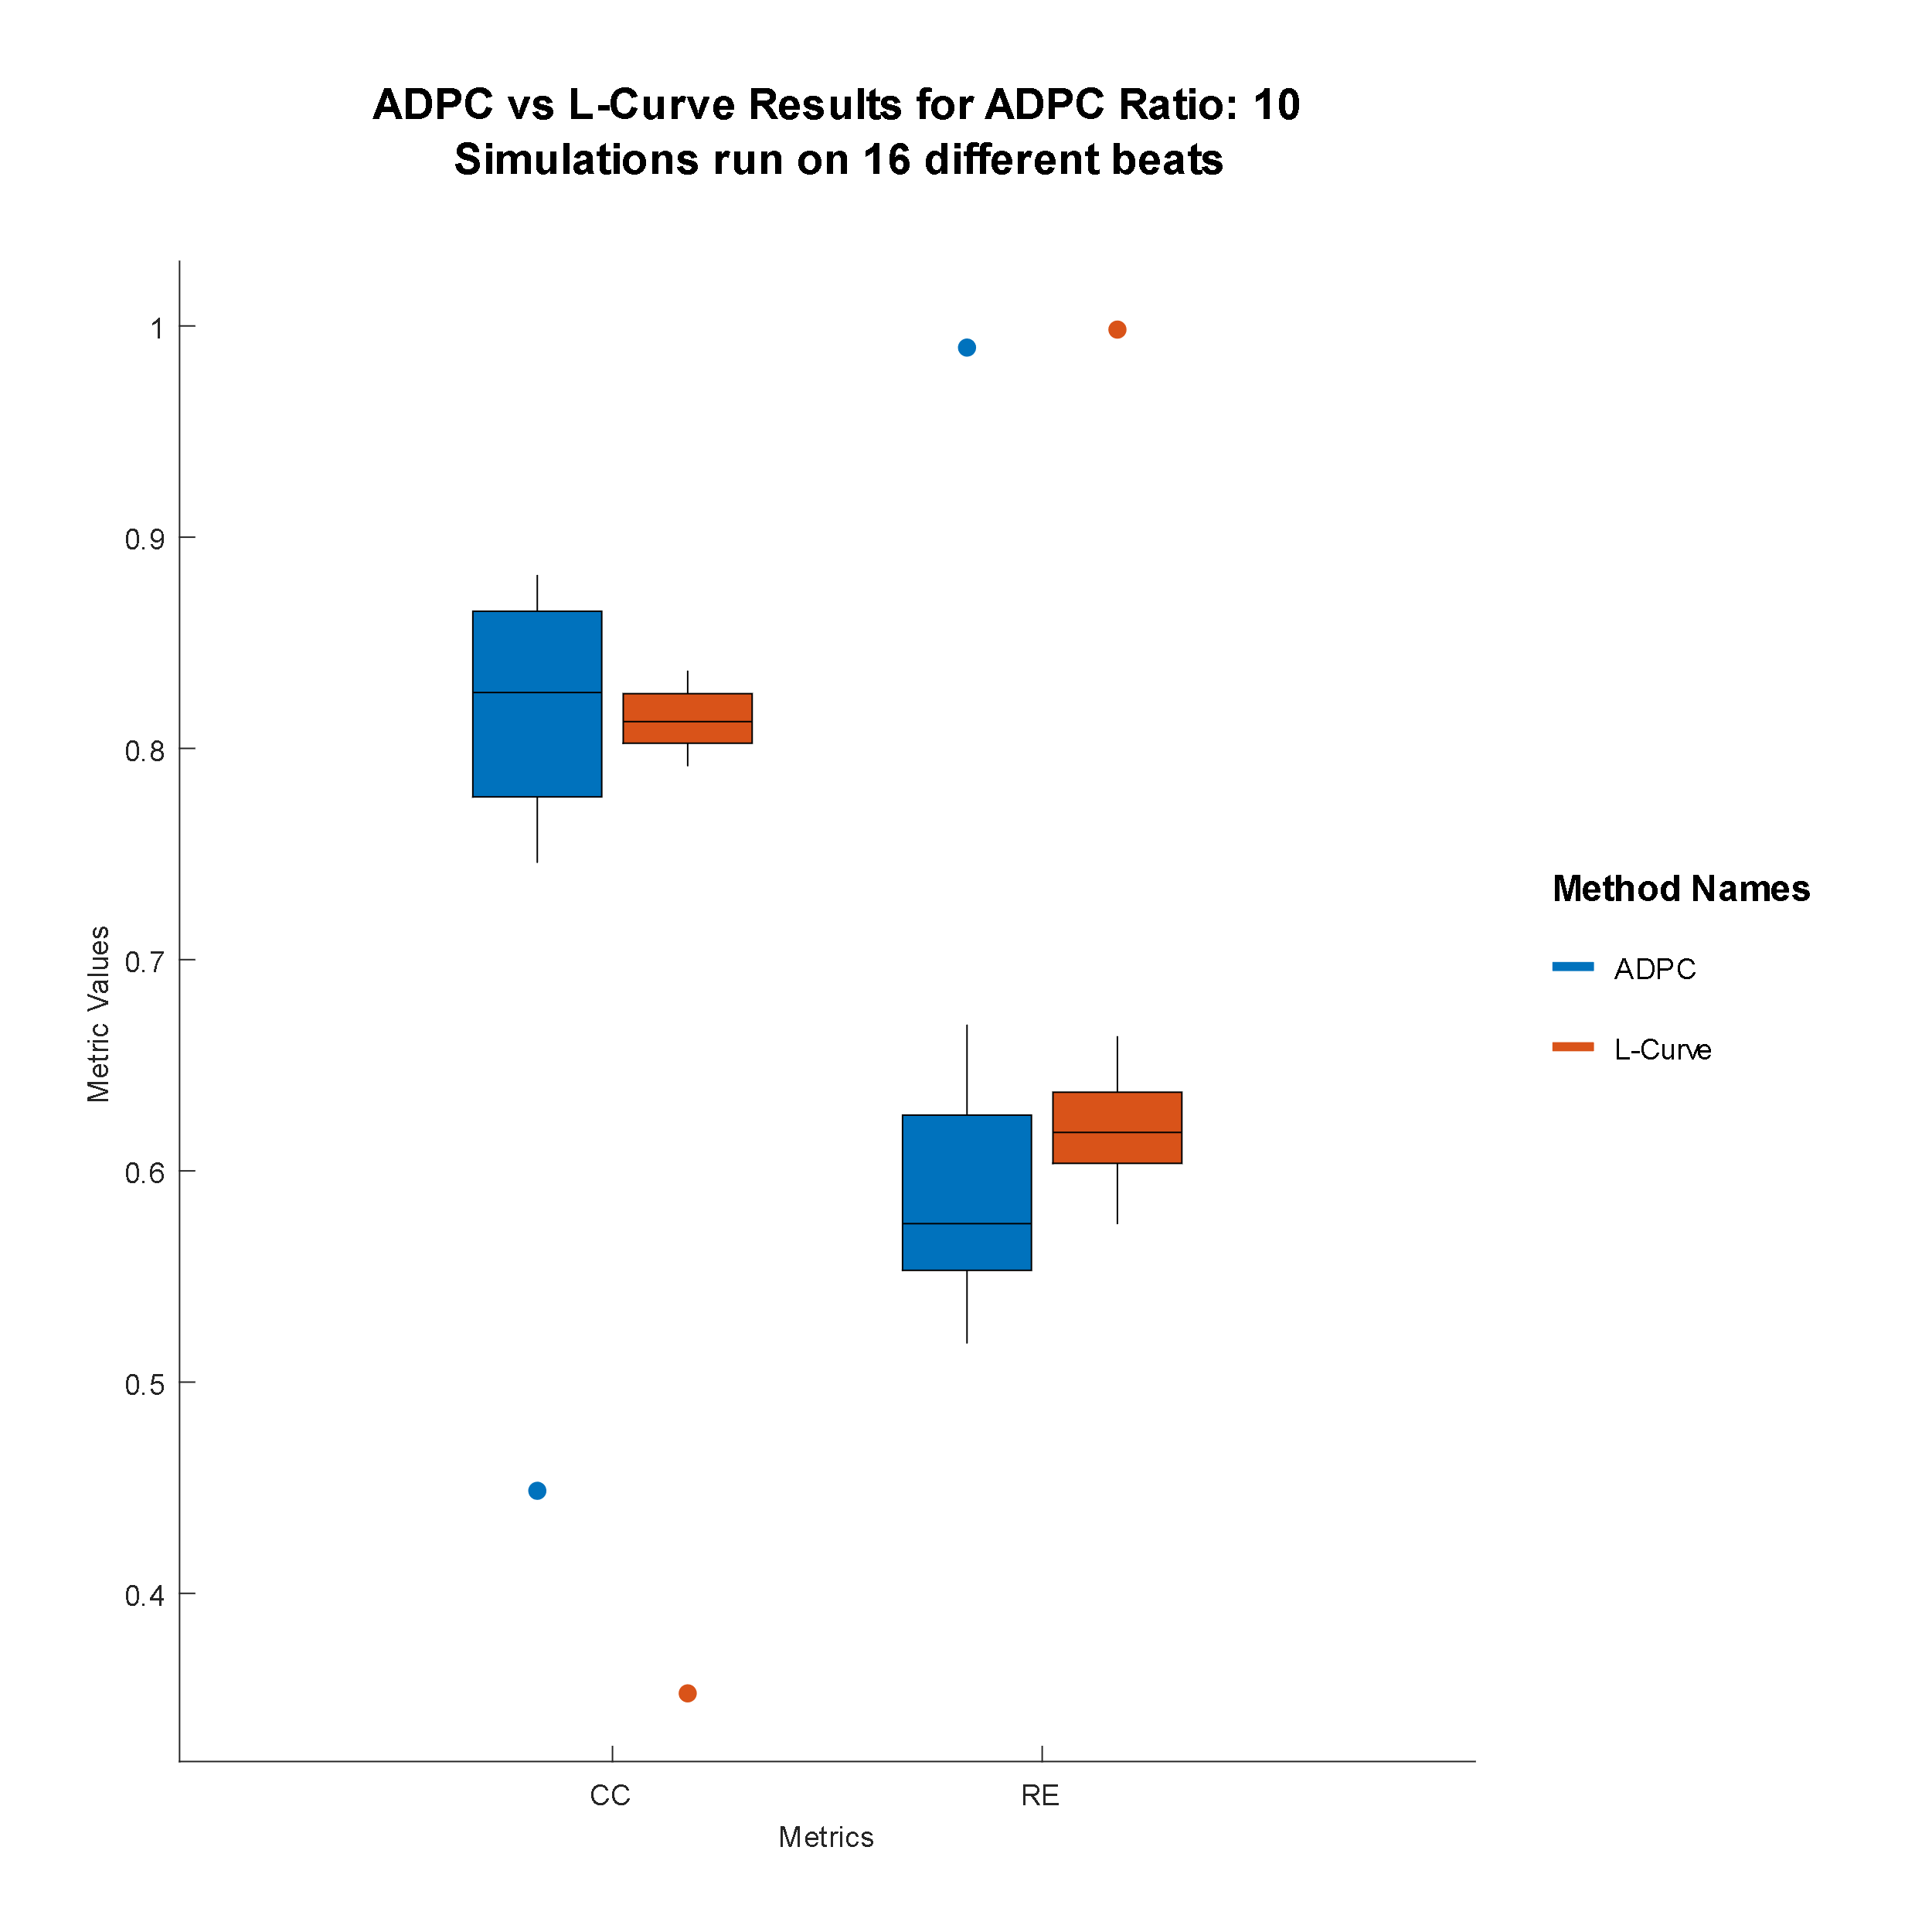 ADPC vs L-Curve Results for ADPC Ratio: 10
Simulations run on 16 different beats
1
0.9
0.8
0.7
0.6
0.5
0.4
Metric Values
CC
RE
Metrics
Method Names
ADPC
L-Curve